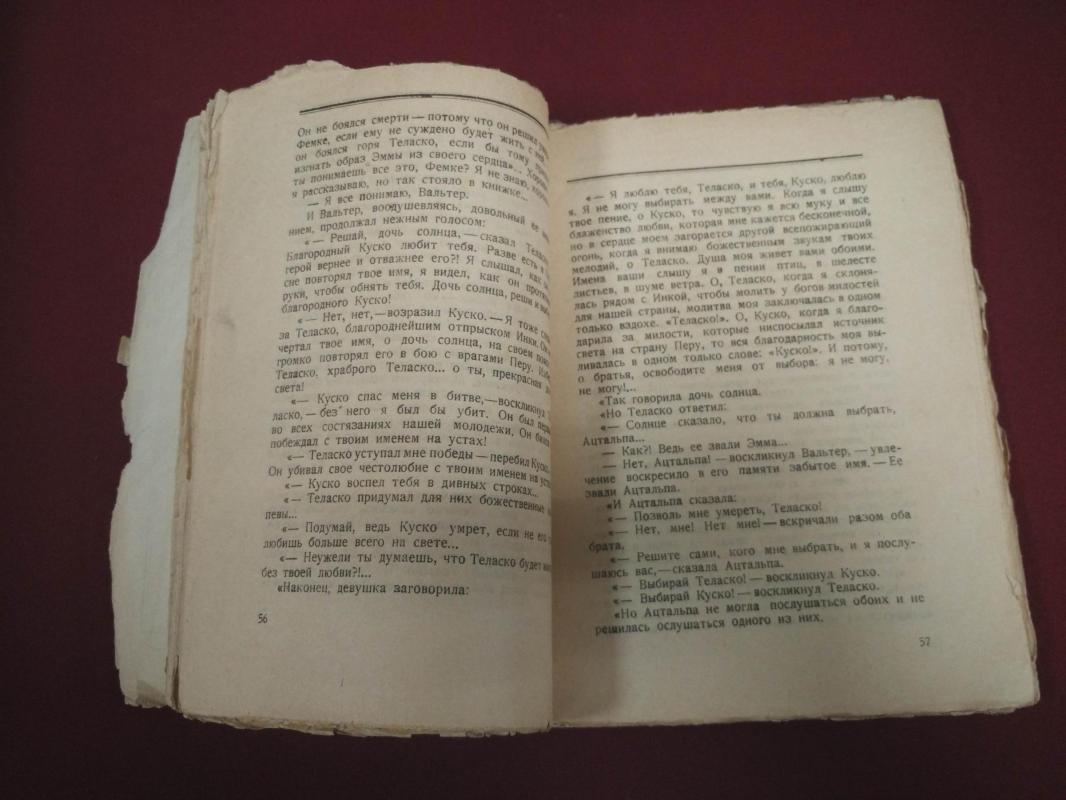 Он не боялся смерти — потому что он решил
Фемке, если ему не суждено будет жить с ней
он боялся горя Теласко, если бы тому
изгнать образ Эммы из своего сердца»...
ты понимаешь все это, Фемке? Я не знаю,
я рассказываю, но так стояло в книжке...
— Я все понимаю, Вальтер.
И Вальтер, воодушевляясь, довольный ее
нием, продолжал нежным голосом:
«— Решай, дочь солнца, — сказал
Благородный Куско любит тебя. Разве есть
герой вернее и отважнее его?! Я слышал, как
сне повторял твое имя, я видел, как он
руки, чтобы обнять тебя. Дочь солнца, реши
благородного Куско!
«— Нет, нет, — возразил Куско. — Я тоже
за Теласко, благороднейшим отпрыском Инки.
чертал твое имя, о дочь солнца, на своем
громко повторял его в бою с врагами Перу.
Теласко, храброго Теласко... о ты, прекрасная
света!
«— Куско спас меня в битве, — воскликнул
ласко, — без него я был бы убит. Он был
во всех состязаниях нашей молодежи. Он
побеждал с твоим именем на устах!
«— Теласко уступал мне победы — перебил Куско.
Он убивал свое честолюбие с твоим именем на
«— Куско воспел тебя в дивных строках...
«— Теласко придумал для них божественные
певы...
«— Подумай, ведь Куско умрет, если не его
любишь больше всего на свете...
«— Неужели ты думаешь, что Теласко будет
без твоей любви?!...
«Наконец, девушка заговорила:
56
«— Я люблю тебя, Теласко, и тебя, Куско, люблю
я. Я не могу выбирать между вами. Когда я слышу
твое пение, о Куско, то чувствую я всю муку и все
блаженство любви, которая мне кажется бесконечной,
но в сердце моем загорается другой всепожирающий
огонь, когда я внимаю божественным звукам твоих
мелодий, о Теласко. Душа моя живет вами обоими.
Имена ваши слышу я в пении птиц, в шелесте
листьев, в шуме ветра. О, Теласко, когда я склоня-
лась рядом с Инкой, чтобы молить у богов милостей
для нашей страны, молитва моя заключалась в одном
только вздохе. «Теласко!». О, Куско, когда я благо-
дарила за милости, которые ниспосылал источник
света на страну Перу, то вся благодарность моя вы-
ливалась в одном только слове: «Куско!». И потому,
о братья, освободите меня от выбора: я не могу,
не могу!...
«Так говорила дочь солнца.
«Но Теласко ответил:
«— Солнце сказало, что ты должна выбрать,
Ацтальпа...
— Как?! Ведь ее звали Эмма...
— Нет, Ацтальпа! — воскликнул Вальтер, — увле-
чение воскресило в его памяти забытое имя. — Ее
звали Ацтальпа.
«И Ацтальпа сказала:
«— Позволь мне умереть, Теласко!
«— Нет, мне! Нет мне! — вскричали разом оба
брата.
«— Решите сами, кого мне выбрать, и я послу-
шаюсь вас, — сказала Ацтальпа.
«— Выбирай Теласко! — воскликнул Куско.
«— Выбирай Куско! — воскликнул Теласко.
«Но Ацтальпа не могла послушаться обоих и не
решилась ослушаться одного из них.
57